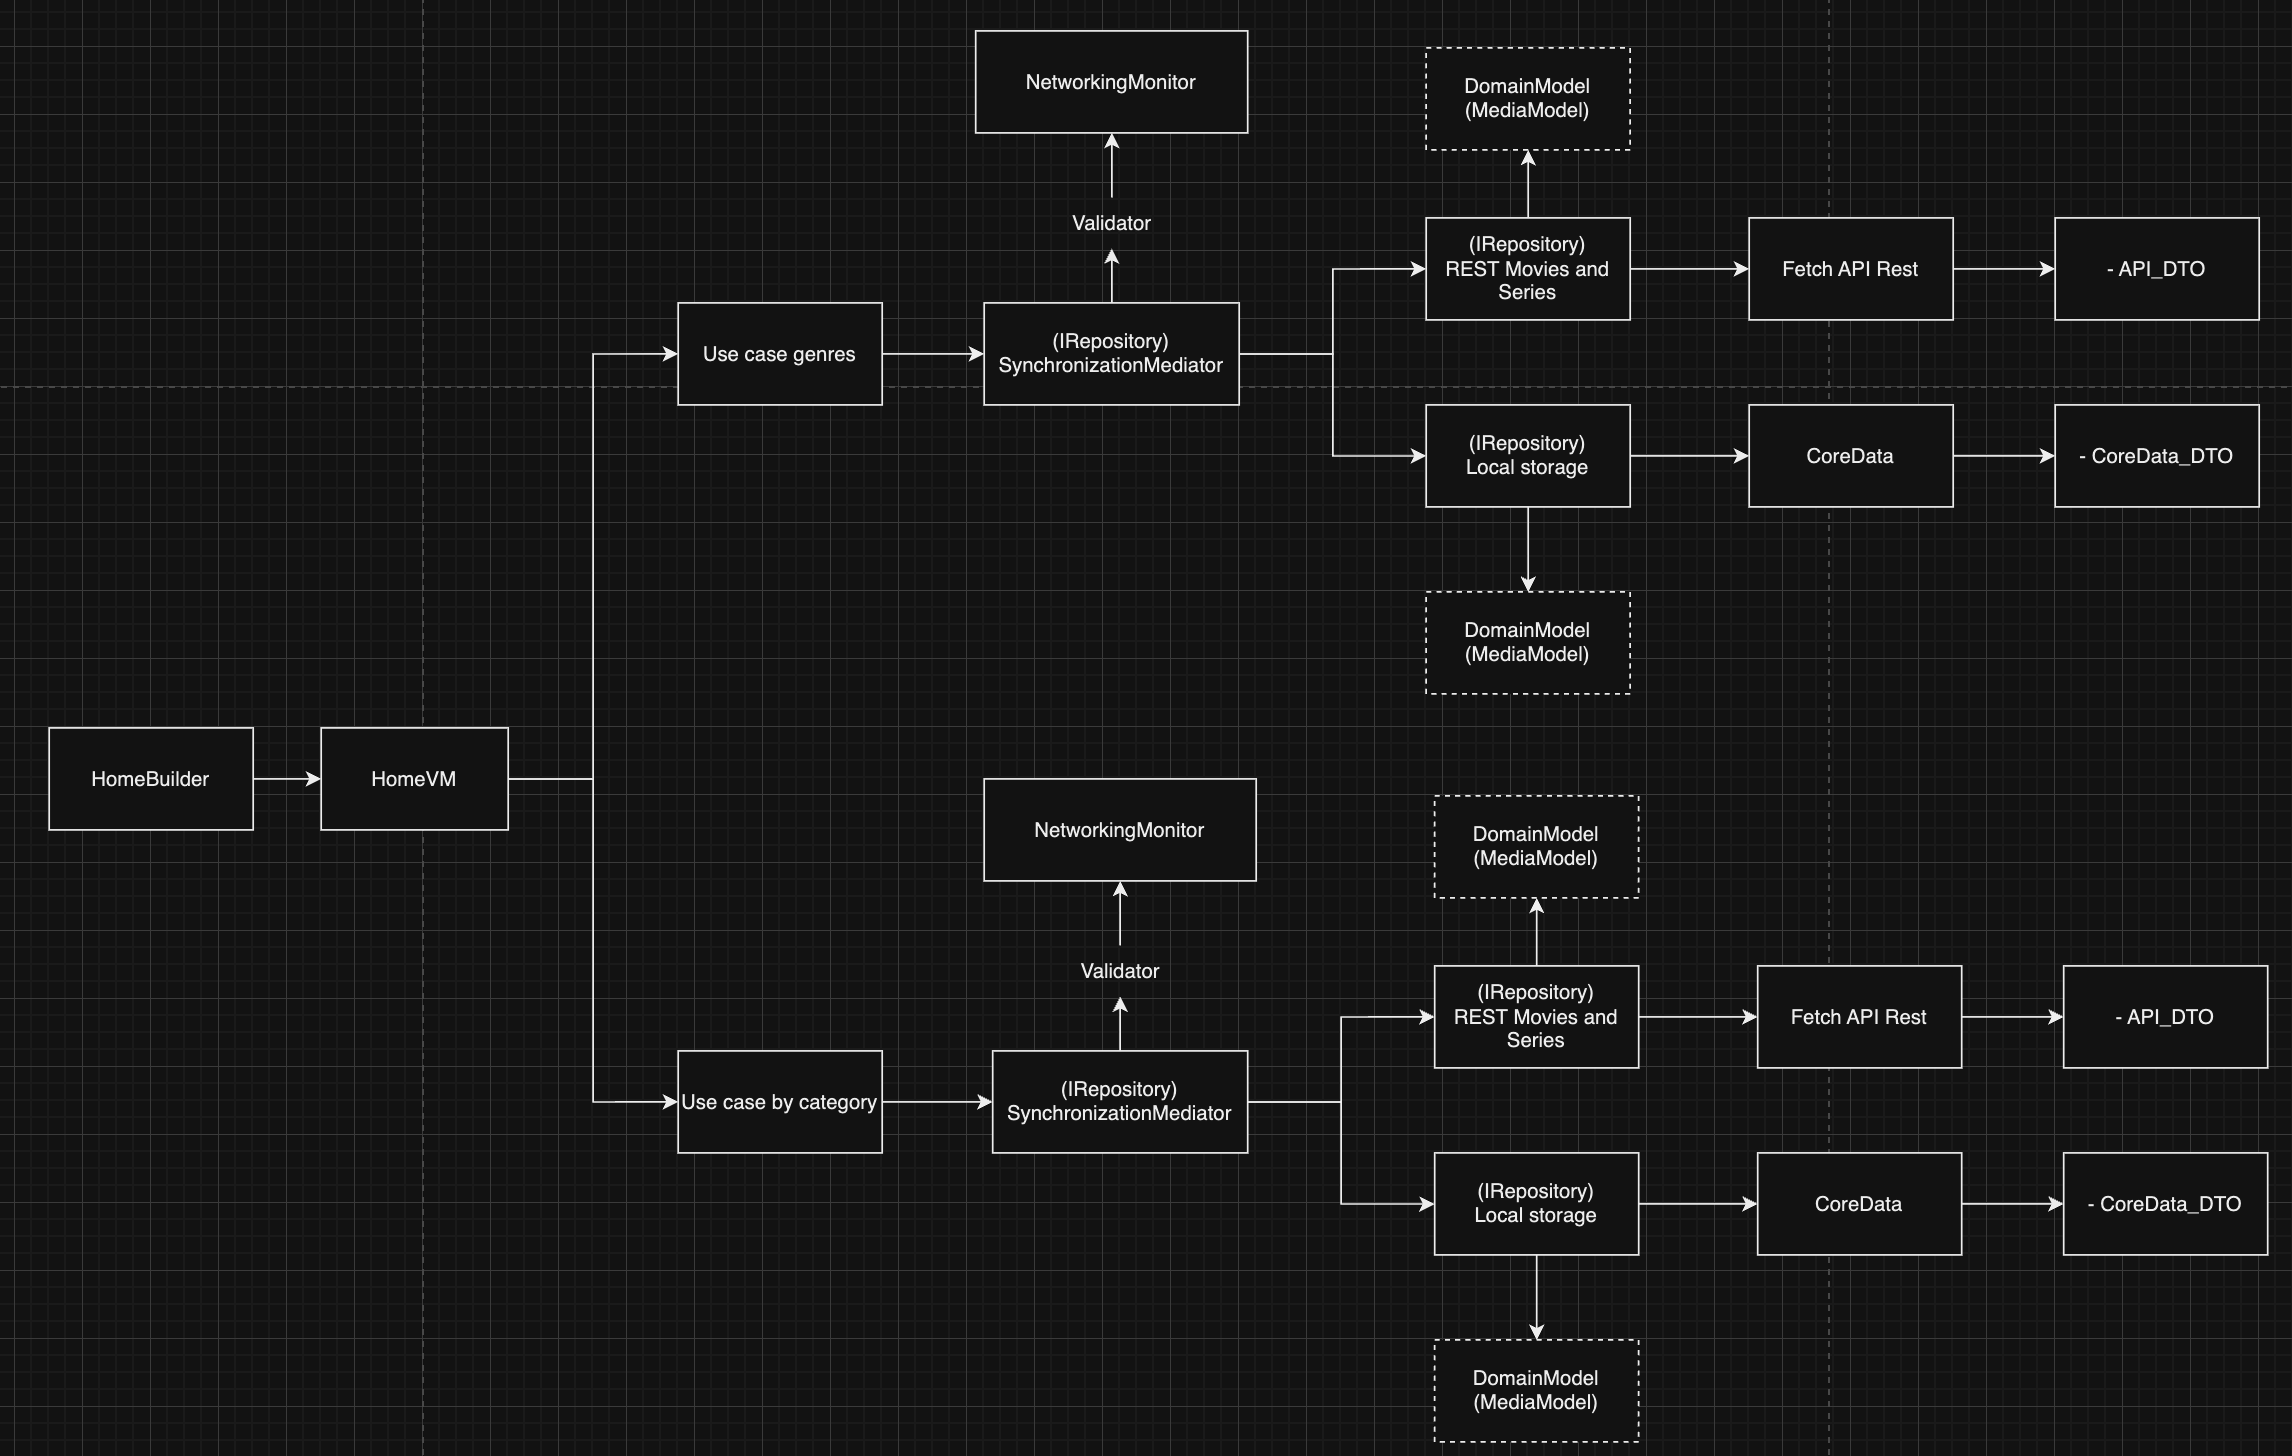 NetworkingMonitor
DomainModel
(MediaModel)
Validator
(IRepository)
REST Movies and
Series
Fetch API Rest
- API_DTO
Use case genres
(IRepository)
SynchronizationMediator
(IRepository)
Local storage
CoreData
- CoreData_DTO
DomainModel
(MediaModel)
HomeBuilder
HomeVM
NetworkingMonitor
DomainModel
(MediaModel)
Validator
(IRepository)
REST Movies and
Series
Fetch API Rest
- API_DTO
Use case by category
(IRepository)
SynchronizationMediator
(IRepository)
Local storage
CoreData
- CoreData_DTO
DomainModel
(MediaModel)